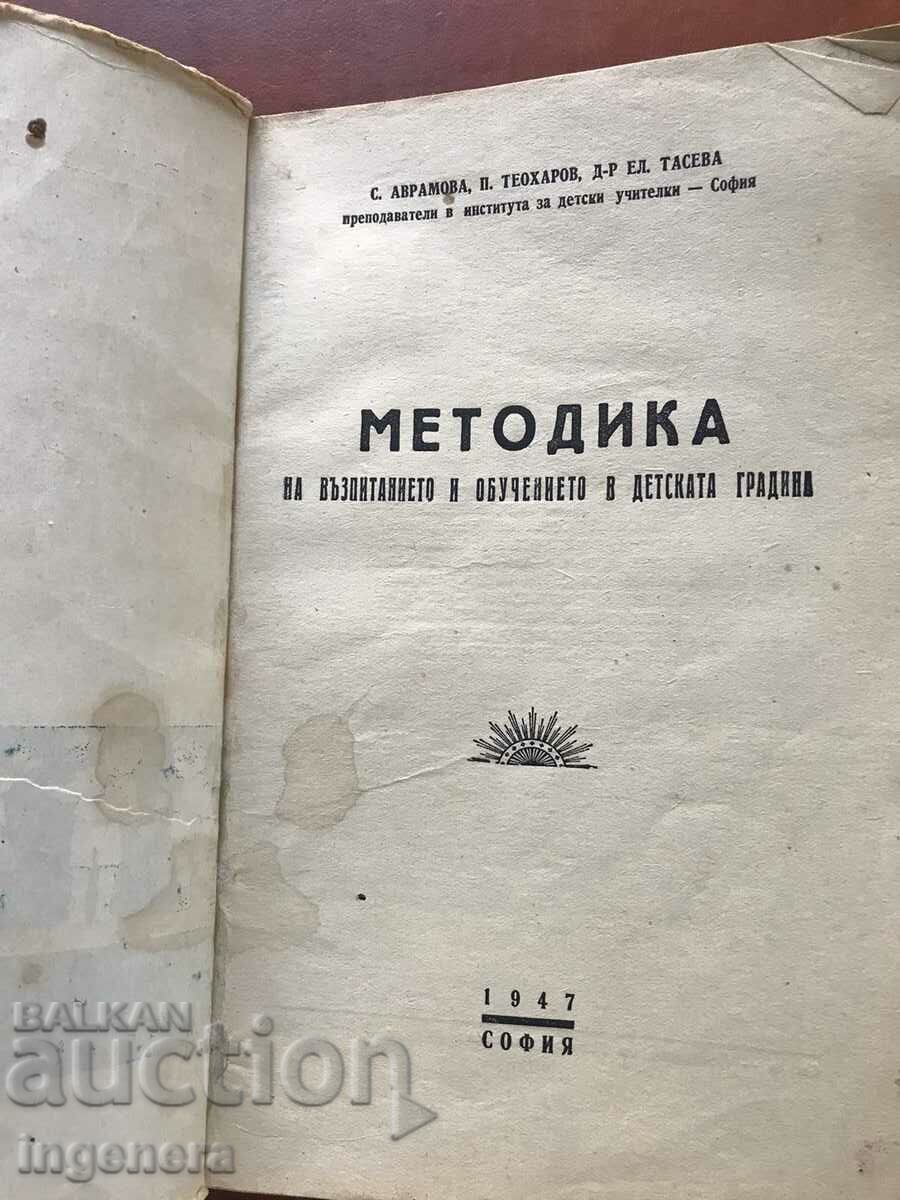 С. АВРАМОВА, П. ТЕОХАРОВ, Д-Р ЕЛ. ТАСЕВА
преподаватели в института за детски учителки — София
МЕТОДИКА
НА ВЪЗПИТАНИЕТО И ОБУЧЕНИЕТО В ДЕТСКАТА ГРАДИНА
1947
СОФИЯ
BALKAN
auction
ingenera